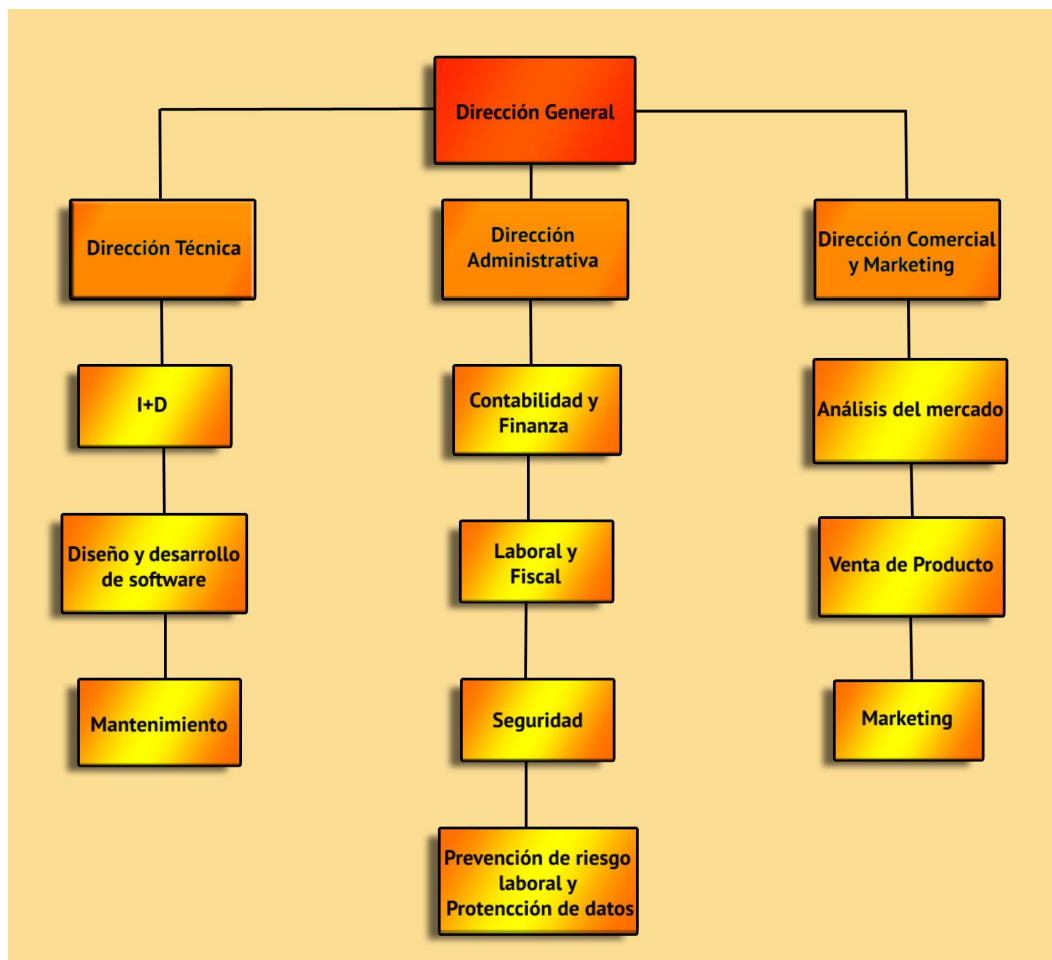 Dirección General
Dirección Técnica
Dirección
Administrativa
Dirección Comercial
y Marketing
I+D
Contabilidad y
Finanza
Análisis del mercado
Diseño y desarrollo
de software
Laboral y
Fiscal
Venta de Producto
Mantenimiento
Seguridad
Marketing
Prevención de riesgo
laboral y
Protencción de datos